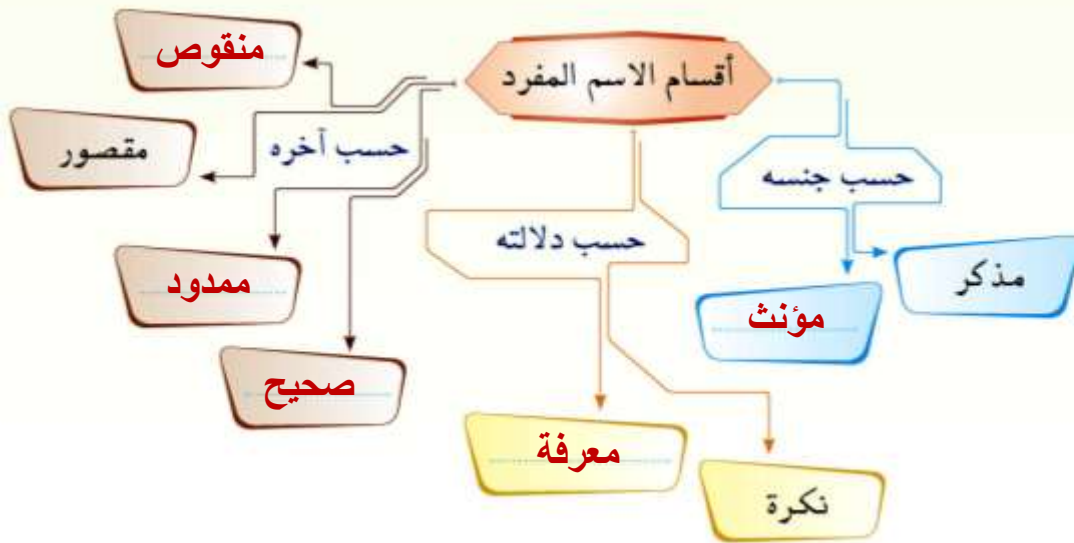 أقسام الاسم المفرد
حسب جنسه
مذكر
مؤنث
حسب دلالته
نكرة
معرفة
حسب آخره
منقوص
مقصور
ممدود
صحيح